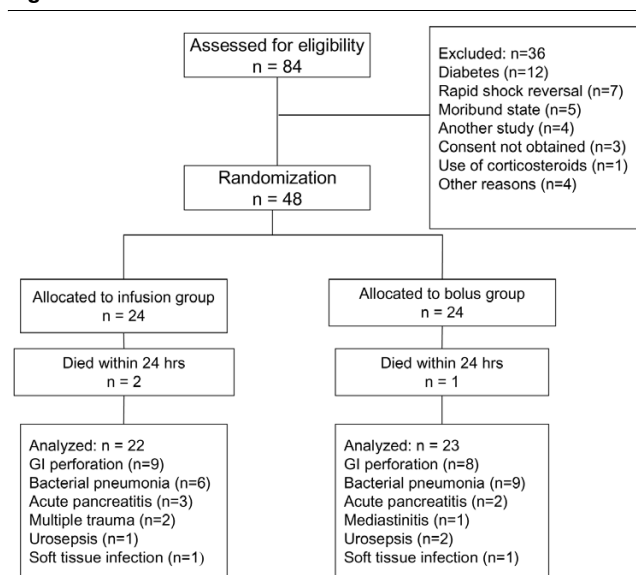 Assessed for eligibility
n = 84
Excluded: n=36
Diabetes (n=12)
Rapid shock reversal (n=7)
Moribund state (n=5)
Another study (n=4)
Consent not obtained (n=3)
Use of corticosteroids (n=1)
Other reasons (n=4)
Randomization
n = 48
Allocated to infusion group
n = 24
Allocated to bolus group
n = 24
Died within 24 hrs
n = 2
Died within 24 hrs
n = 1
Analyzed: n = 22
GI perforation (n=9)
Bacterial pneumonia (n=6)
Acute pancreatitis (n=3)
Multiple trauma (n=2)
Urosepsis (n=1)
Soft tissue infection (n=1)
Analyzed: n = 23
GI perforation (n=8)
Bacterial pneumonia (n=9)
Acute pancreatitis (n=2)
Mediastinitis (n=1)
Urosepsis (n=2)
Soft tissue infection (n=1)